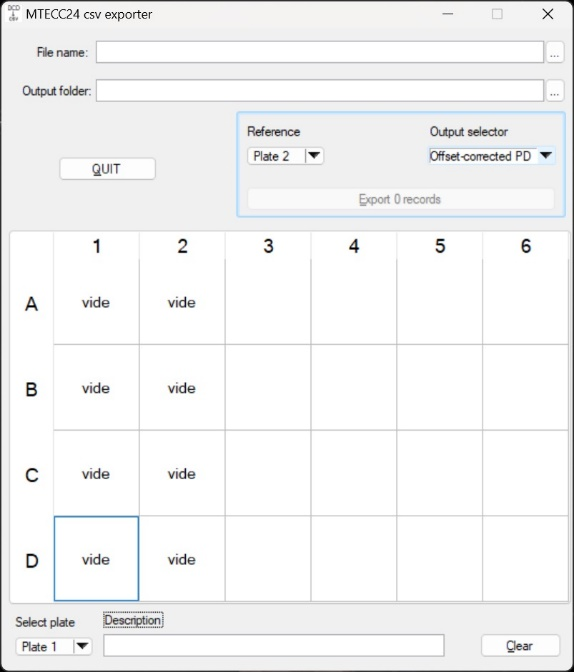 DCD
csv
MTECC24 csv exporter
File name:
...
Output folder:
...
Reference
Output selector
Plate 2
Offset-corrected PD
QUIT
Export 0 records
1 2 3 4 5 6
A vide vide
B vide vide
C vide vide
D vide vide
Select plate
Description
Plate 1
Clear